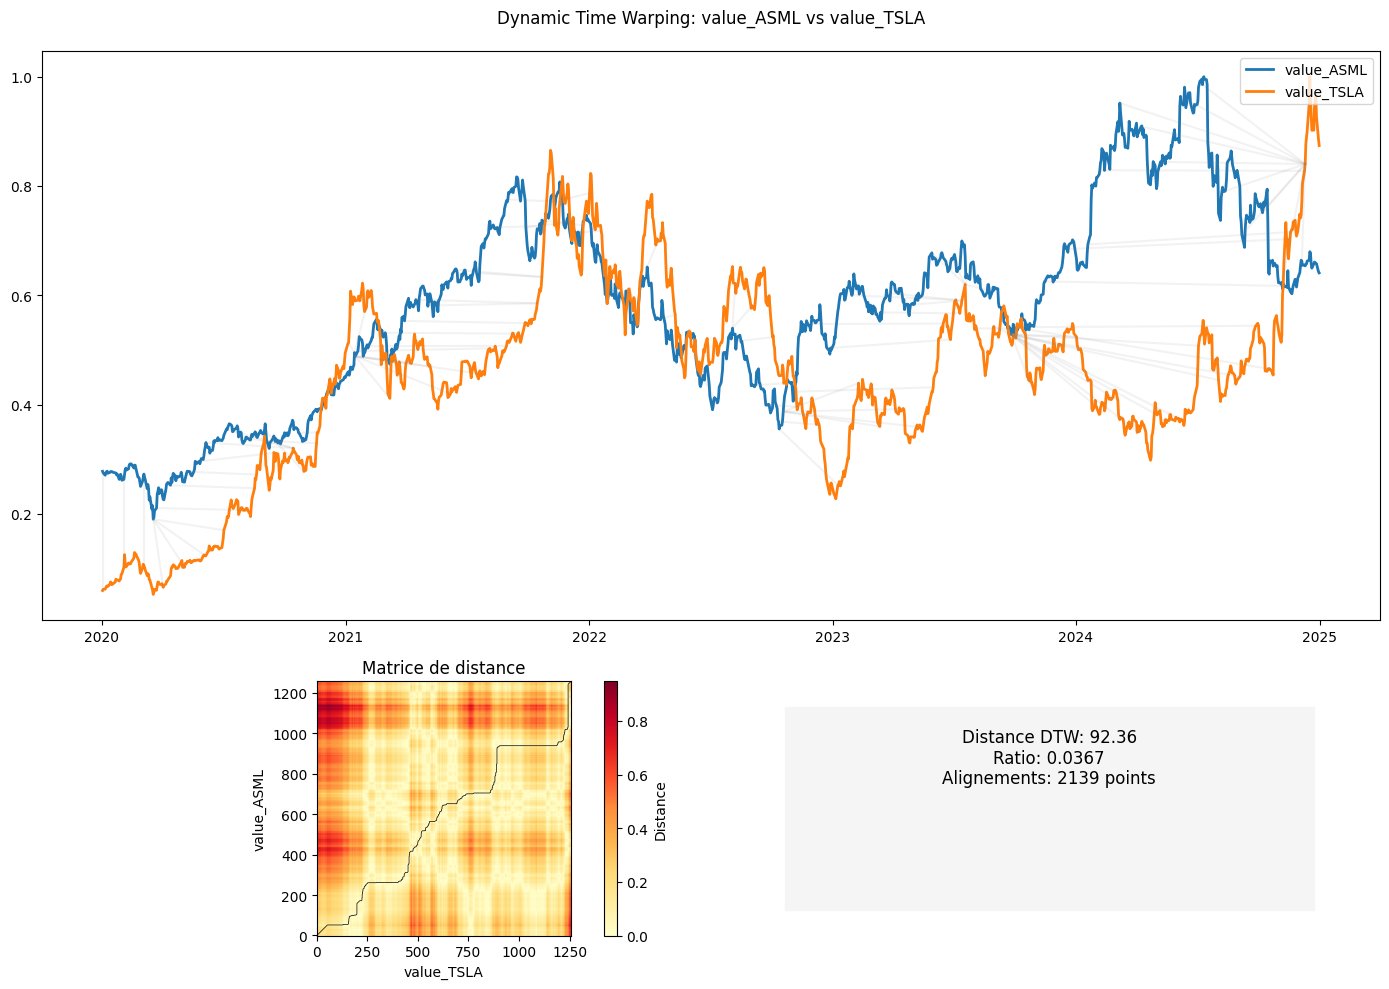 Dynamic Time Warping: value_ASML vs value_TSLA
value_ASML
value_TSLA
1.0
0.8
0.6
0.4
0.2
2020 2021 2022 2023 2024 2025
Matrice de distance
value_ASML
1200
1000
800
600
400
200
0
0 250 500 750 1000 1250
value_TSLA
0.8
0.6
0.4
0.2
0.0
Distance
Distance DTW: 92.36
Ratio: 0.0367
Alignements: 2139 points